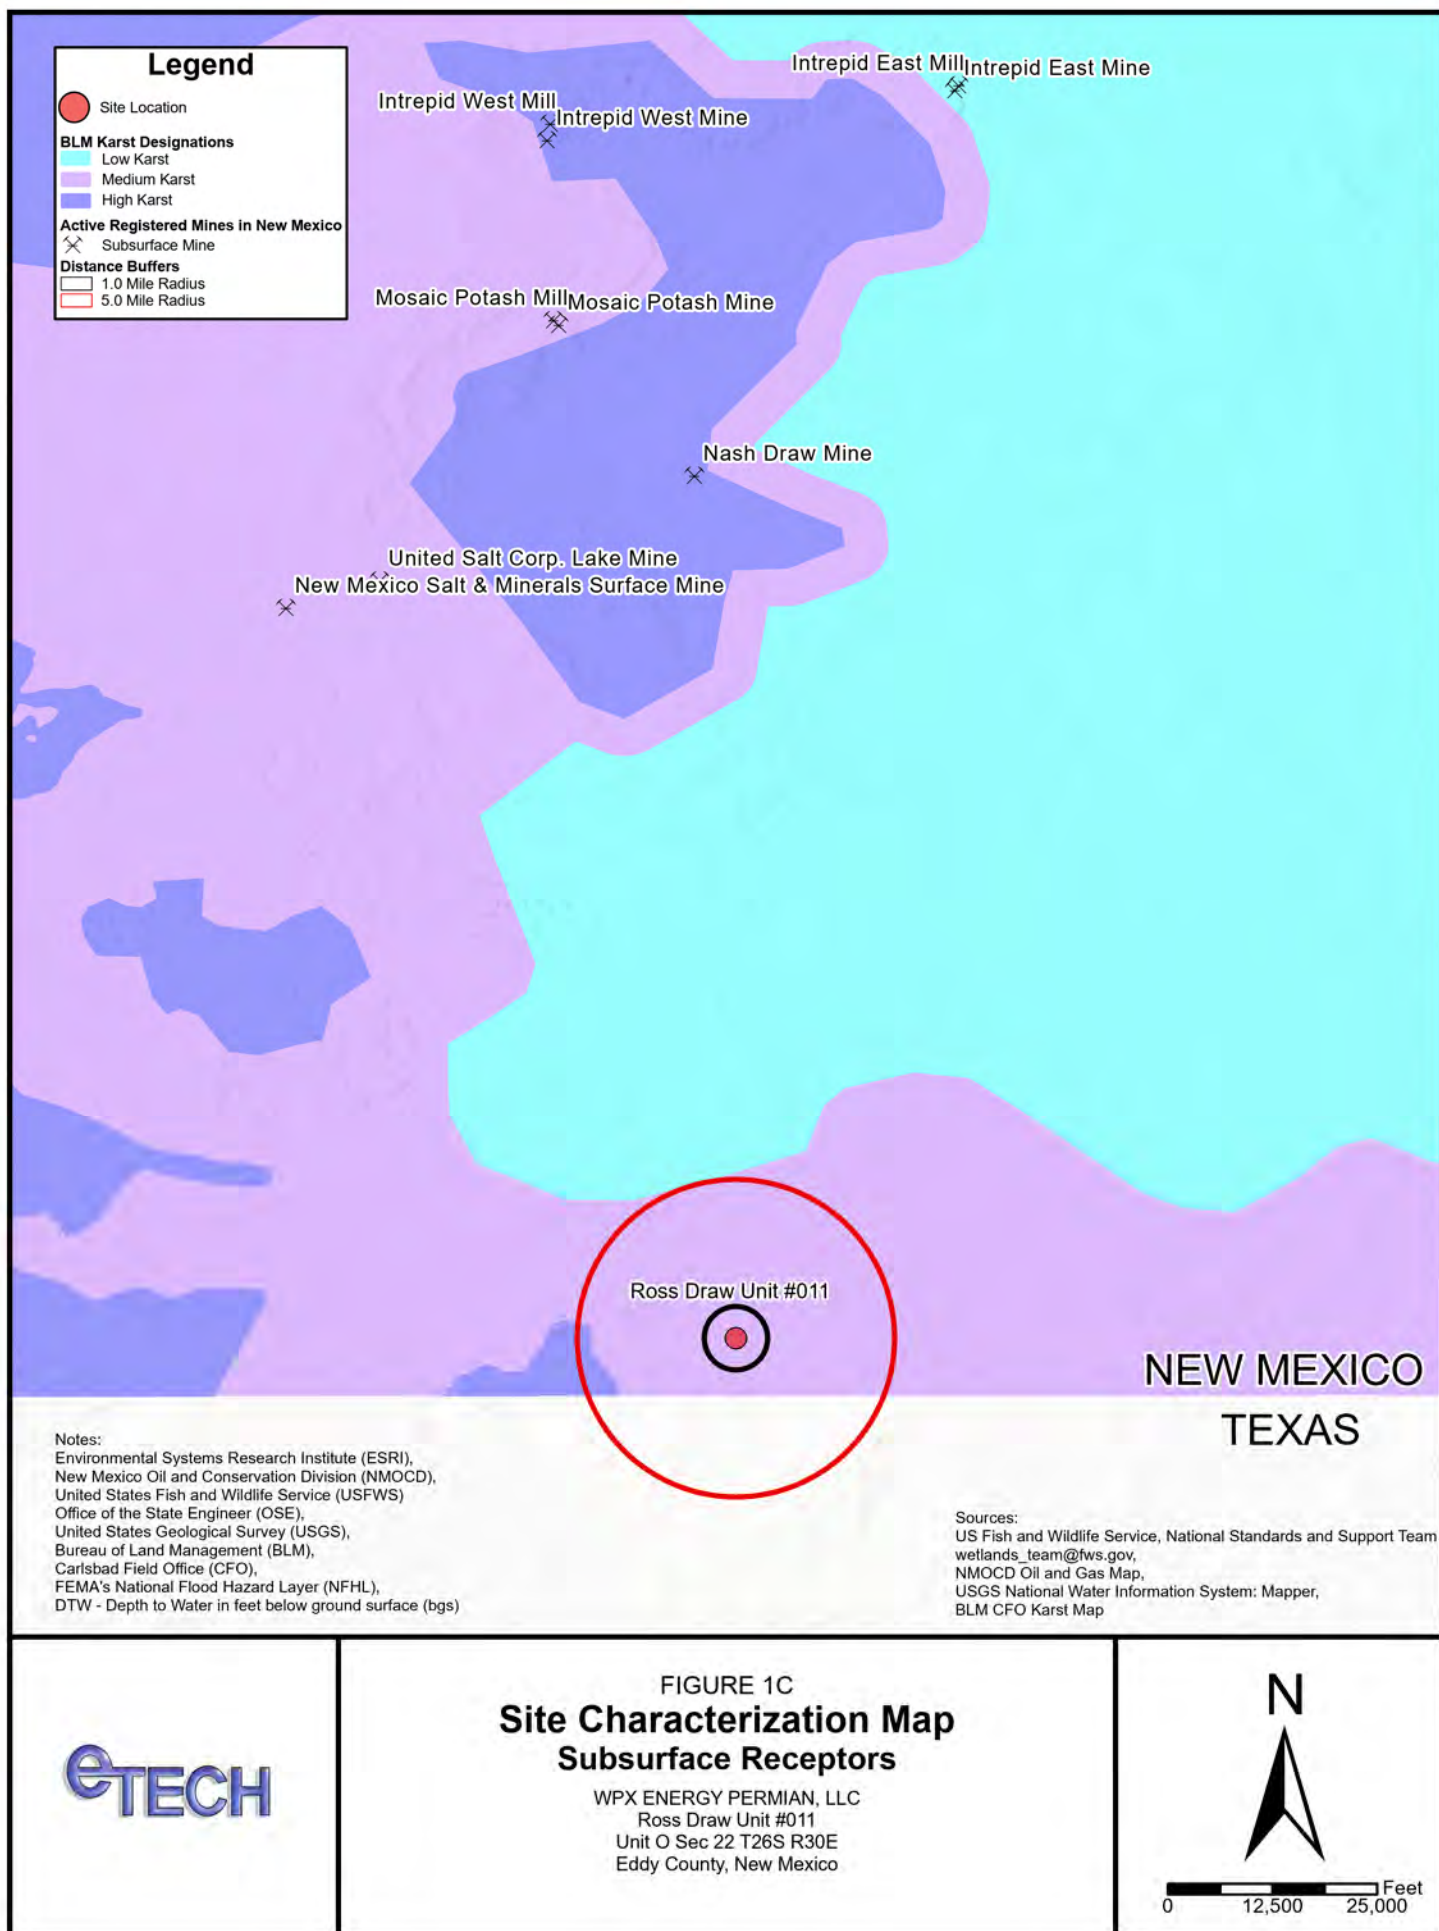 Legend
Site Location
BLM Karst Designations
Low Karst
Medium Karst
High Karst
Active Registered Mines in New Mexico
Subsurface Mine
Distance Buffers
1.0 Mile Radius
5.0 Mile Radius
Intrepid East Mill
Intrepid East Mine
Intrepid West Mill
Intrepid West Mine
Mosaic Potash Mill
Mosaic Potash Mine
Nash Draw Mine
United Salt Corp. Lake Mine
New Mexico Salt & Minerals Surface Mine
Ross Draw Unit #011
NEW MEXICO
TEXAS
Notes:
Environmental Systems Research Institute (ESRI),
New Mexico Oil and Conservation Division (NMOCD),
United States Fish and Wildlife Service (USFWS)
Office of the State Engineer (OSE),
United States Geological Survey (USGS),
Bureau of Land Management (BLM),
Carlsbad Field Office (CFO),
FEMA's National Flood Hazard Layer (NFHL),
DTW - Depth to Water in feet below ground surface (bgs)
Sources:
US Fish and Wildlife Service, National Standards and Support Team
wetlands_team@fws.gov,
NMOCD Oil and Gas Map,
USGS National Water Information System: Mapper,
BLM CFO Karst Map
eTECH
FIGURE 1C
Site Characterization Map
Subsurface Receptors
WPX ENERGY PERMIAN, LLC
Ross Draw Unit #011
Unit O Sec 22 T26S R30E
Eddy County, New Mexico
N
Feet
0 12,500 25,000